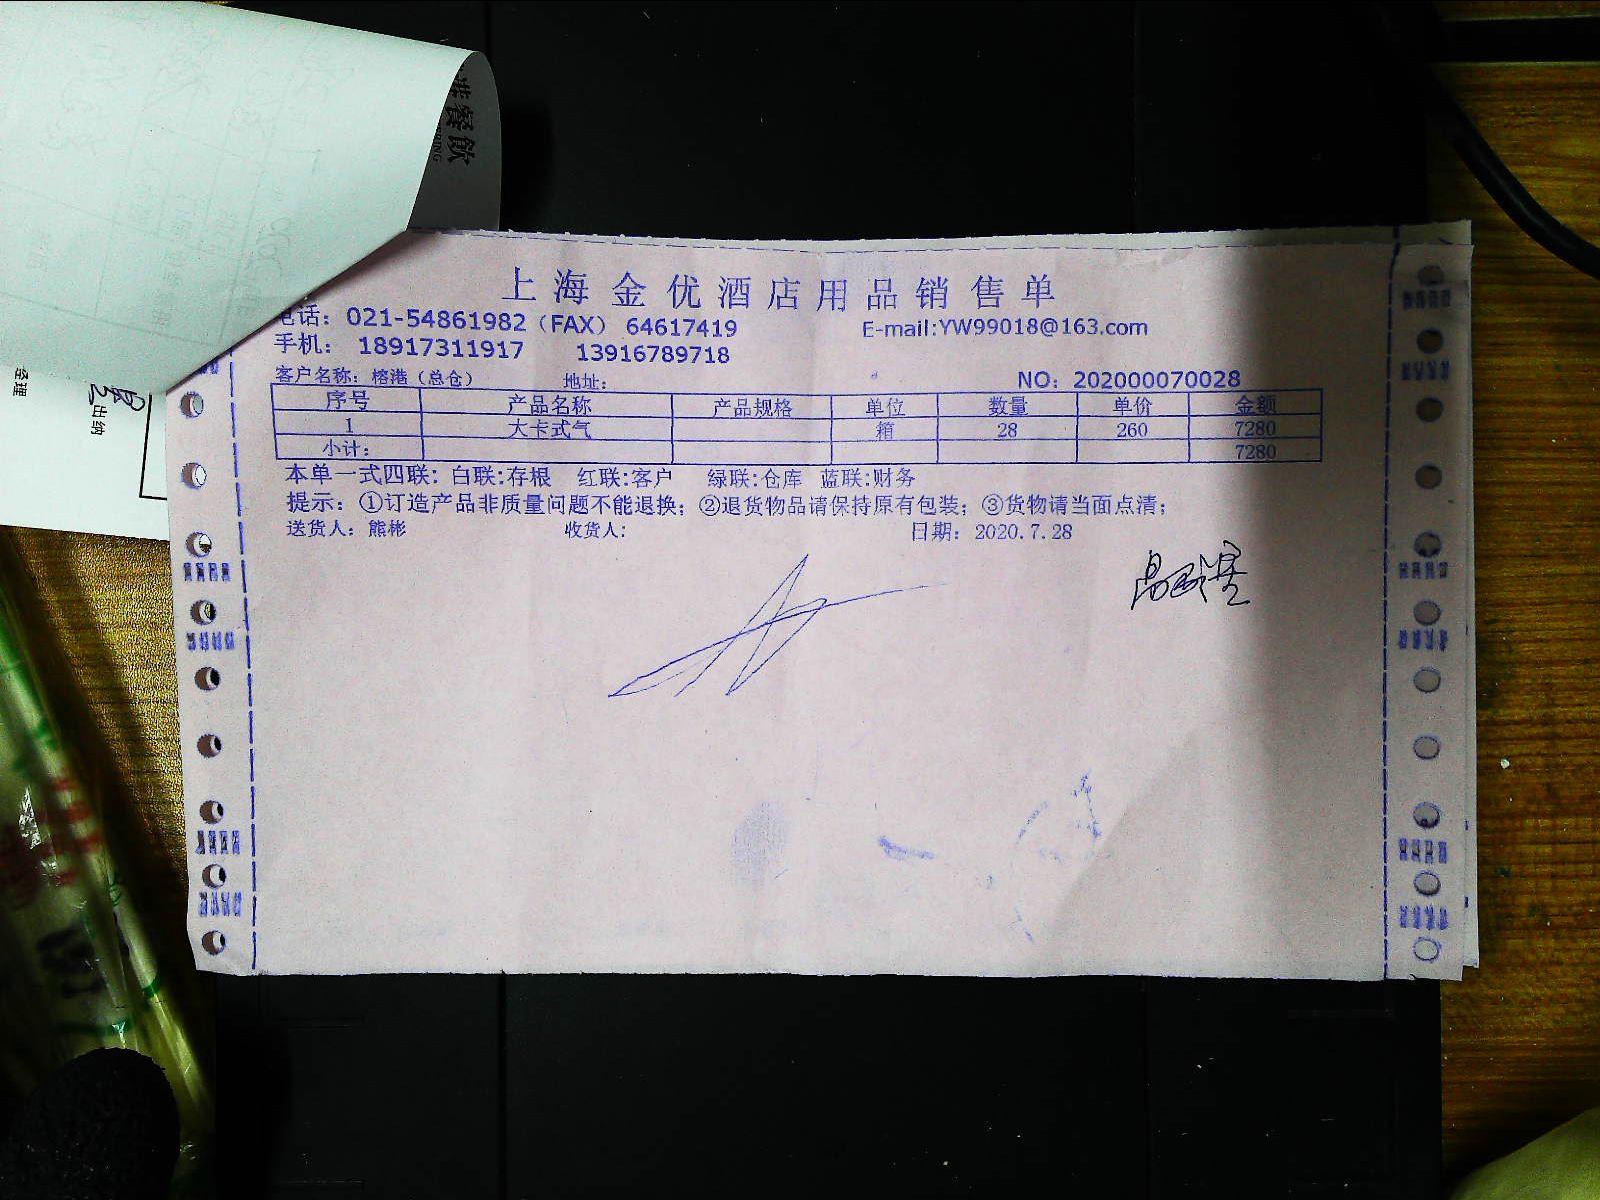 餐飲
经理
出纳
上海金优酒店用品销售单
电话：021-54861982（FAX） 64617419 E-mail:YW99018@163.com
手机： 18917311917 13916789718
客户名称：榕港（总仓） 地址： NO：202000070028
序号 产品名称 产品规格 单位 数量 单价 金额
1 大卡式气 箱 28 260 7280
小计： 7280
本单一式四联：白联:存根 红联:客户 绿联:仓库 蓝联:财务
提示：①订造产品非质量问题不能退换；②退货物品请保持原有包装；③货物请当面点清；
送货人：熊彬 收货人： 日期：2020.7.28